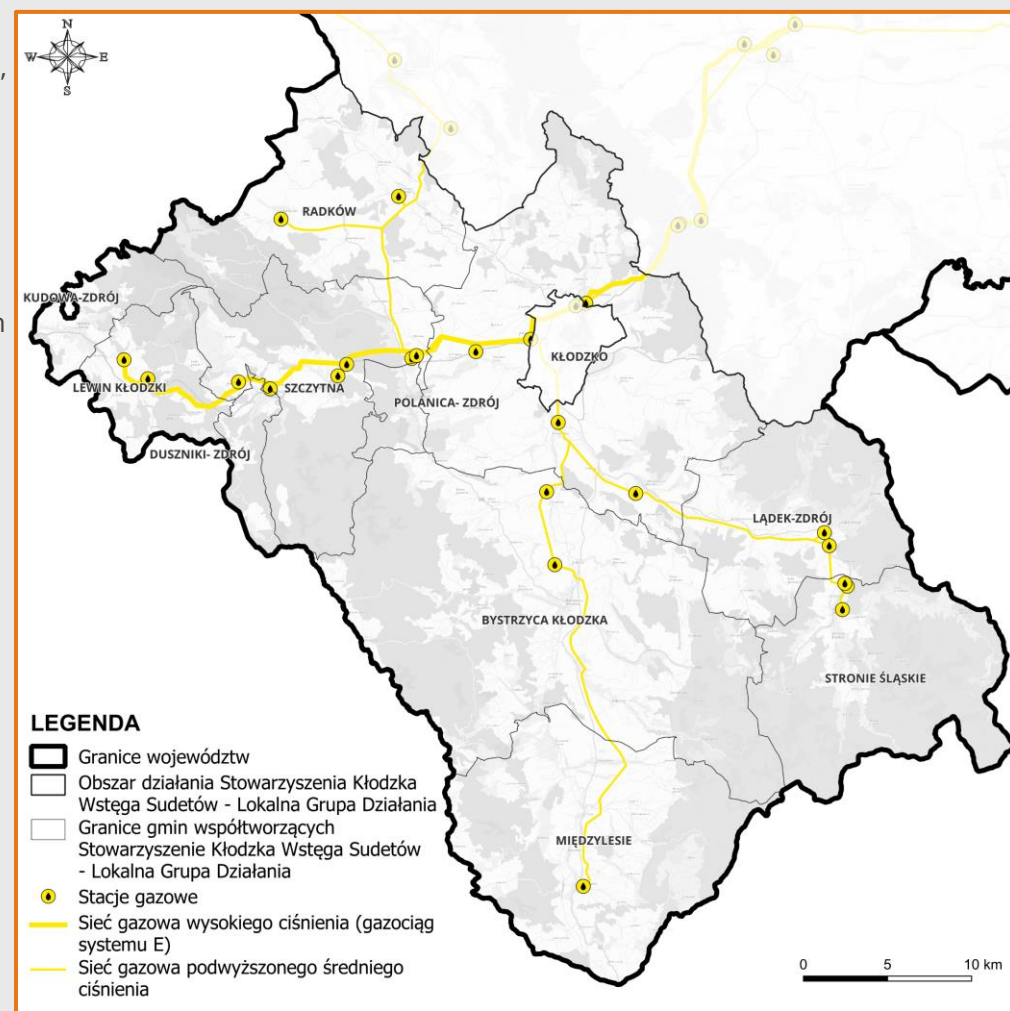 N
W E
S
,
RADKÓW
KUDOWA-ZDRÓJ
n
KŁODZKO
LEWIN KŁODZKI
SZCZYTNA
POLANICA- ZDRÓJ
DUSZNIKI- ZDRÓJ
LĄDEK-ZDRÓJ
BYSTRZYCA KŁODZKA
STRONIE ŚLĄSKIE
MIĘDZYLESIE
LEGENDA
Granice województw
Obszar działania Stowarzyszenia Kłodzka
Wstęga Sudetów - Lokalna Grupa Działania
Granice gmin współtworzących
Stowarzyszenie Kłodzka Wstęga Sudetów
- Lokalna Grupa Działania
Stacje gazowe
Sieć gazowa wysokiego ciśnienia (gazociąg
systemu E)
Sieć gazowa podwyższonego średniego
ciśnienia
0 5 10 km